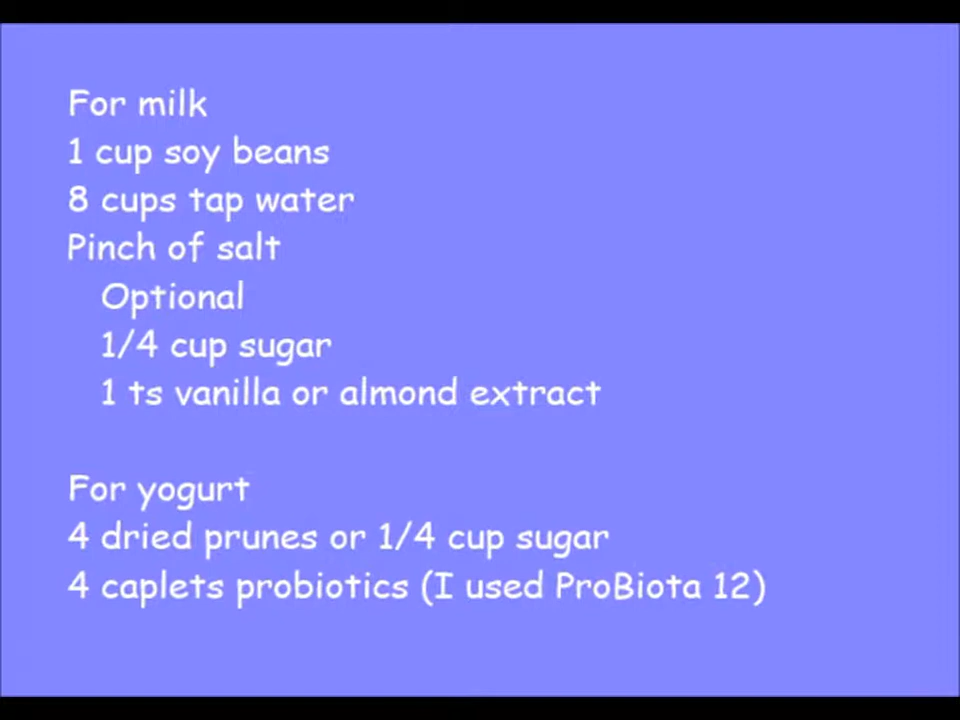 For milk
1 cup soy beans
8 cups tap water
Pinch of salt
Optional
1/4 cup sugar
1 ts vanilla or almond extract
For yogurt
4 dried prunes or 1/4 cup sugar
4 caplets probiotics (I used ProBiota 12)